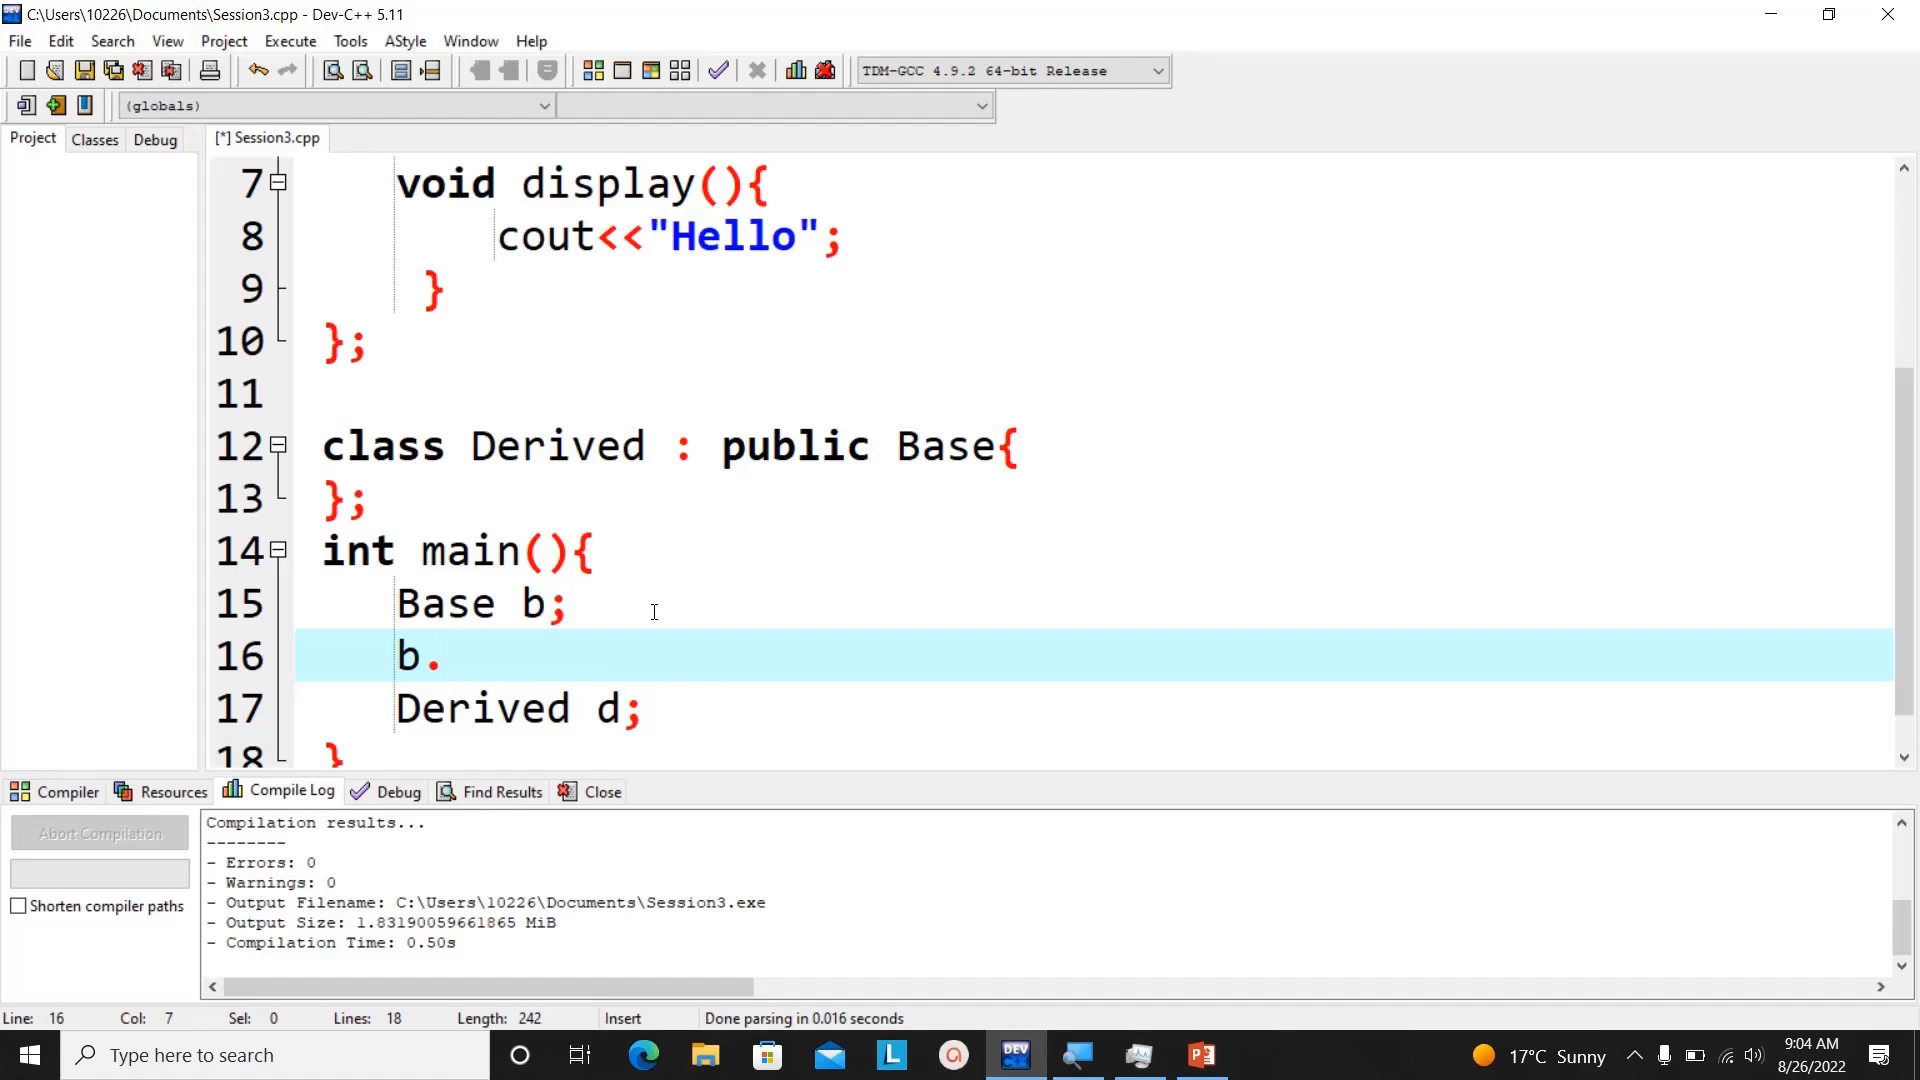 C:\Users\10226\Documents\Session3.cpp - Dev-C++ 5.11
File Edit Search View Project Execute Tools AStyle Window Help
TDM-GCC 4.9.2 64-bit Release
(globals)
Project Classes Debug [*] Session3.cpp
7 void display(){
8 cout<<"Hello";
9 }
10 };
11
12 class Derived : public Base{
13 };
14 int main(){
15 Base b;
16 b.
17 Derived d;
18 }
Compiler Resources Compile Log Debug Find Results Close
Abort Compilation
Shorten compiler paths
Compilation results...
--------
- Errors: 0
- Warnings: 0
- Output Filename: C:\Users\10226\Documents\Session3.exe
- Output Size: 1.83190059661865 MiB
- Compilation Time: 0.50s
Line: 16 Col: 7 Sel: 0 Lines: 18 Length: 242 Insert Done parsing in 0.016 seconds
Type here to search
DEV
L
17°C Sunny
9:04 AM
8/26/2022